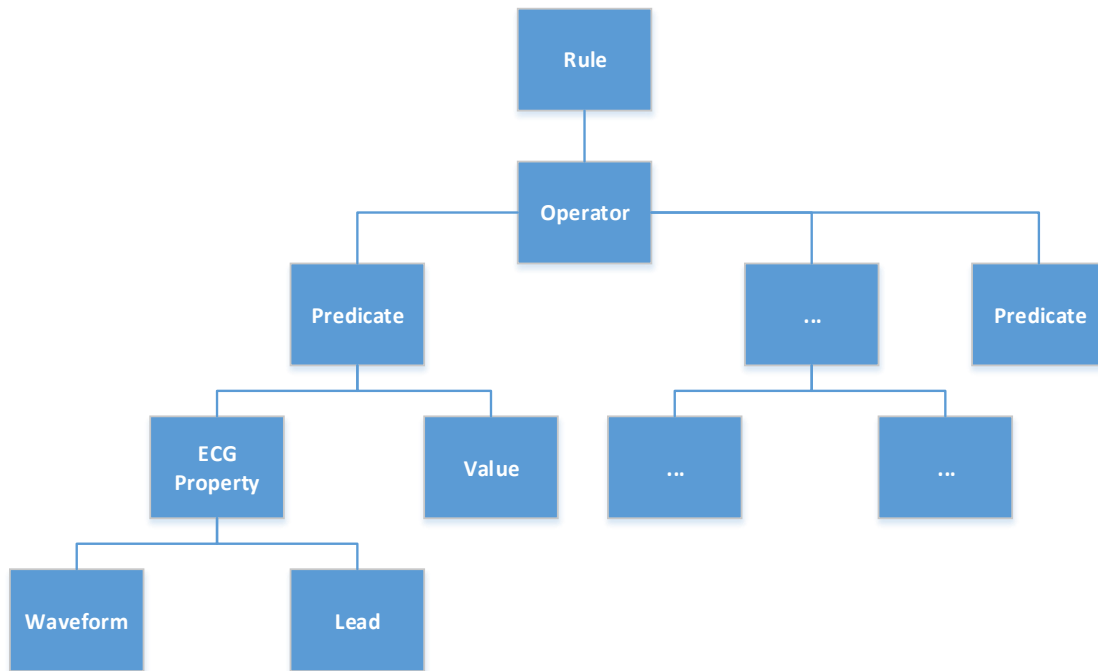 Rule
Operator
Predicate
...
Predicate
ECG
Property
Value
...
...
Waveform
Lead